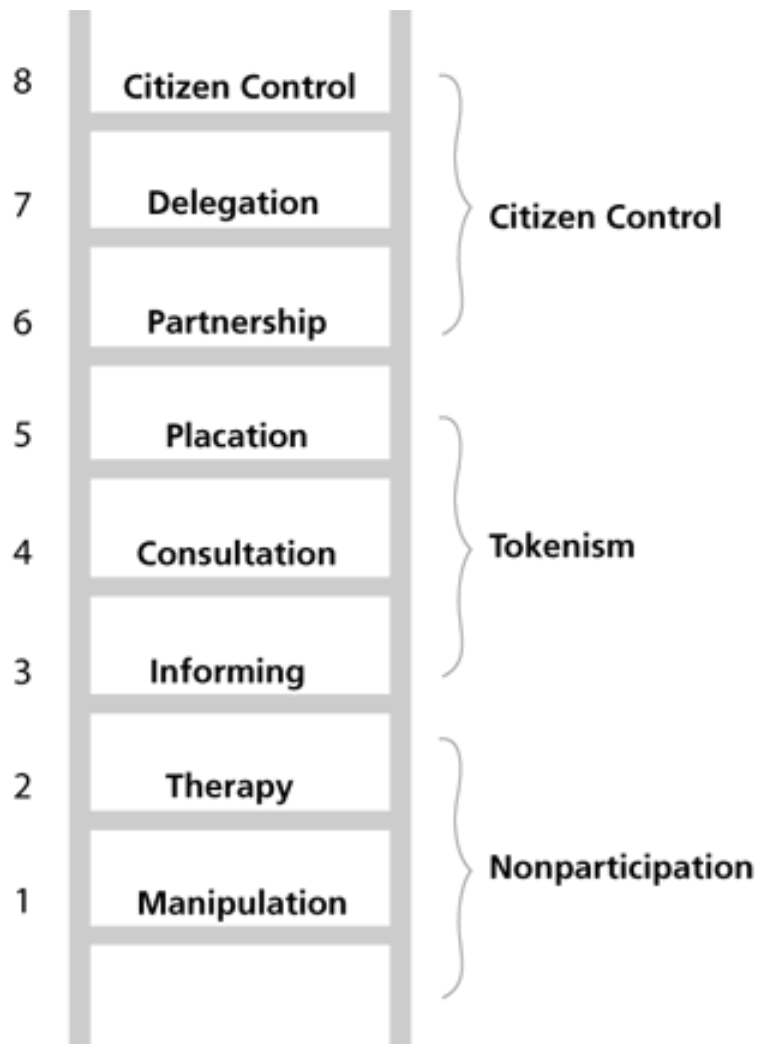 8 Citizen Control
7 Delegation
Citizen Control
6 Partnership
5 Placation
4 Consultation
Tokenism
3 Informing
2 Therapy
Nonparticipation
1 Manipulation